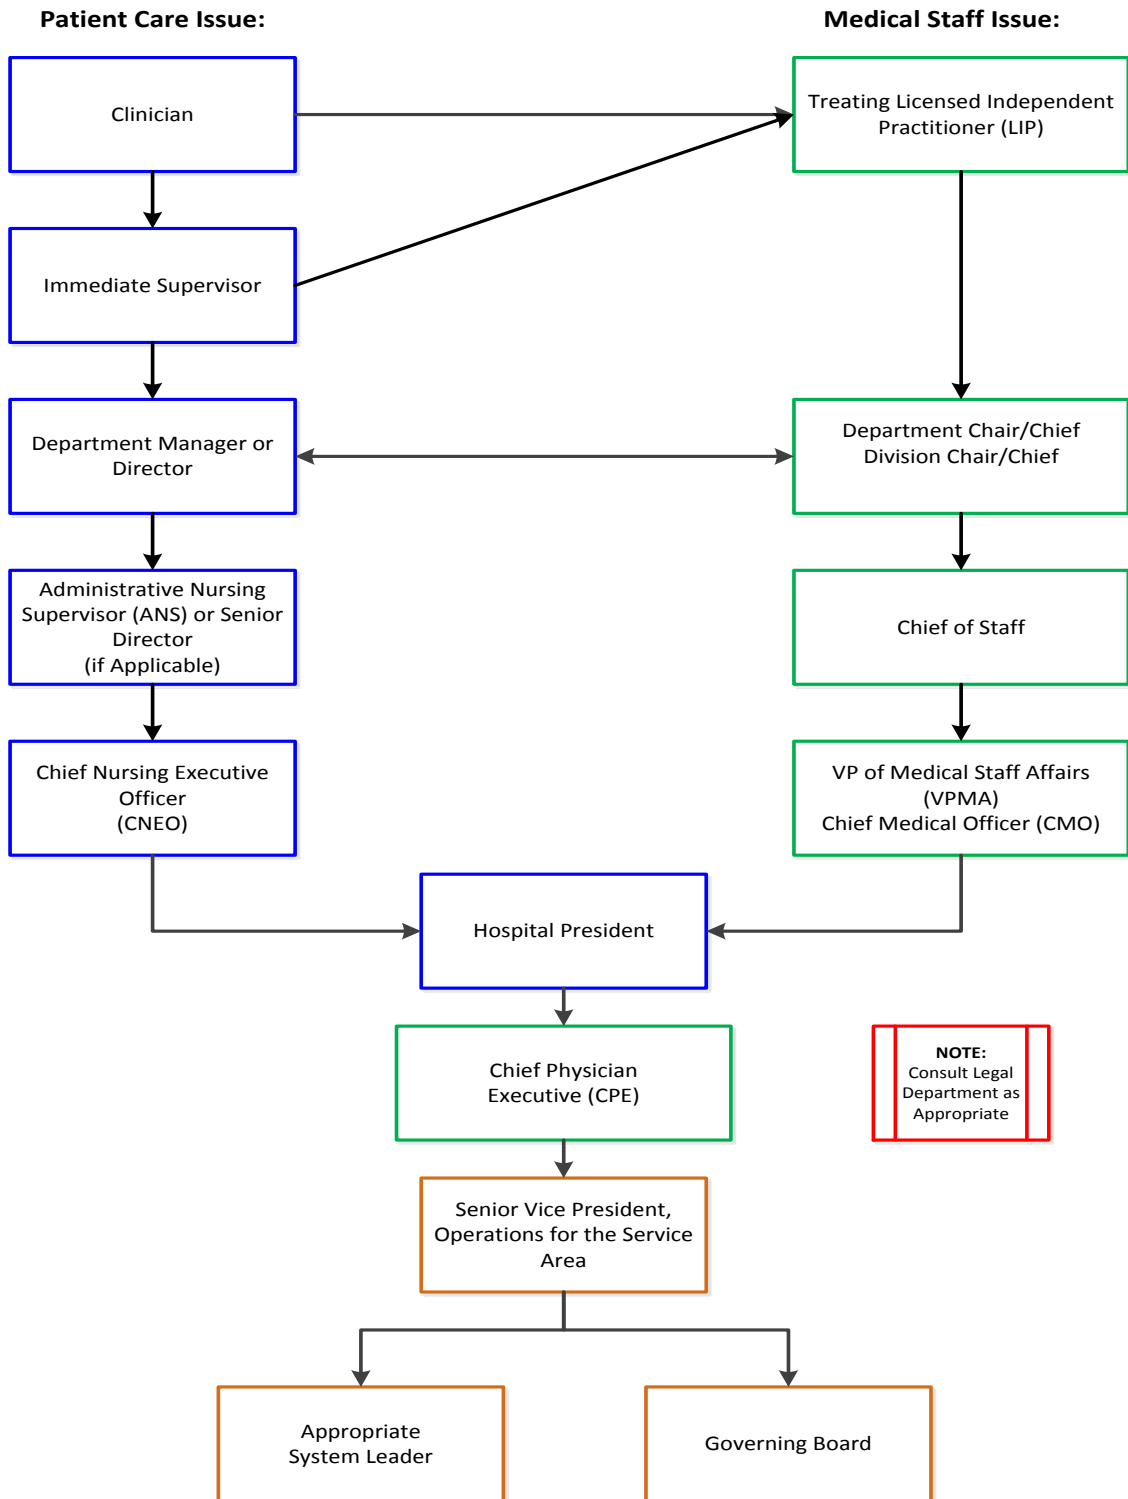 Patient Care Issue:
Medical Staff Issue:
Clinician
Treating Licensed Independent
Practitioner (LIP)
Immediate Supervisor
Department Manager or
Director
Department Chair/Chief
Division Chair/Chief
Administrative Nursing
Supervisor (ANS) or Senior
Director
(if Applicable)
Chief of Staff
Chief Nursing Executive
Officer
(CNEO)
VP of Medical Staff Affairs
(VPMA)
Chief Medical Officer (CMO)
Hospital President
Chief Physician
Executive (CPE)
NOTE:
Consult Legal
Department as
Appropriate
Senior Vice President,
Operations for the Service
Area
Appropriate
System Leader
Governing Board